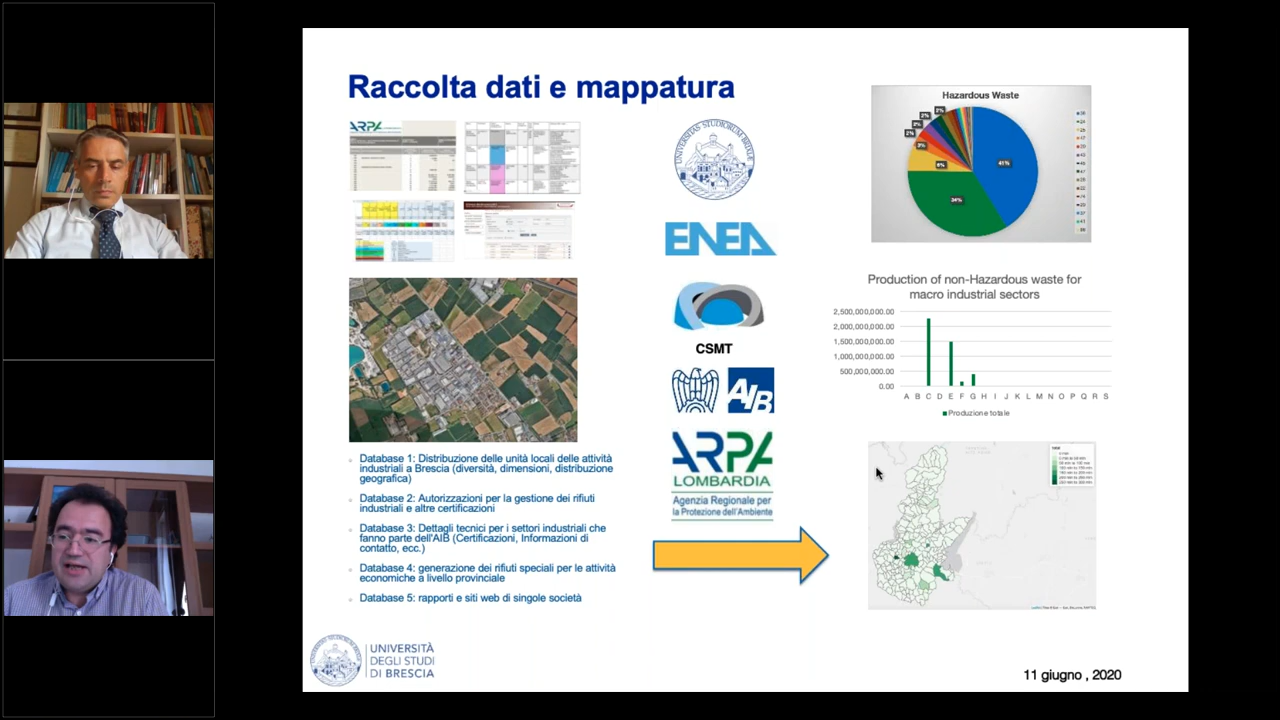 Raccolta dati e mappatura
ARPA
Database 1: Distribuzione delle unità locali delle attività
industriali a Brescia (diversità, dimensioni, distribuzione
geografica)
Database 2: Autorizzazioni per la gestione dei rifiuti
industriali e altre certificazioni
Database 3: Dettagli tecnici per i settori industriali che
fanno parte dell'AIB (Certificazioni, Informazioni di
contatto, ecc.)
Database 4: generazione dei rifiuti speciali per le attività
economiche a livello provinciale
Database 5: rapporti e siti web di singole società
ENEA
CSMT
AIB
ARPA
LOMBARDIA
Agenzia Regionale per
la Protezione dell'Ambiente
Hazardous Waste
41%
34%
Production of non-Hazardous waste for
macro industrial sectors
2,500,000,000.00
2,000,000,000.00
1,500,000,000.00
1,000,000,000.00
500,000,000.00
0.00
A B C D E F G H I J K L M N O P Q R S
Produzione totale
UNIVERSITÀ
DEGLI STUDI
DI BRESCIA
11 giugno , 2020